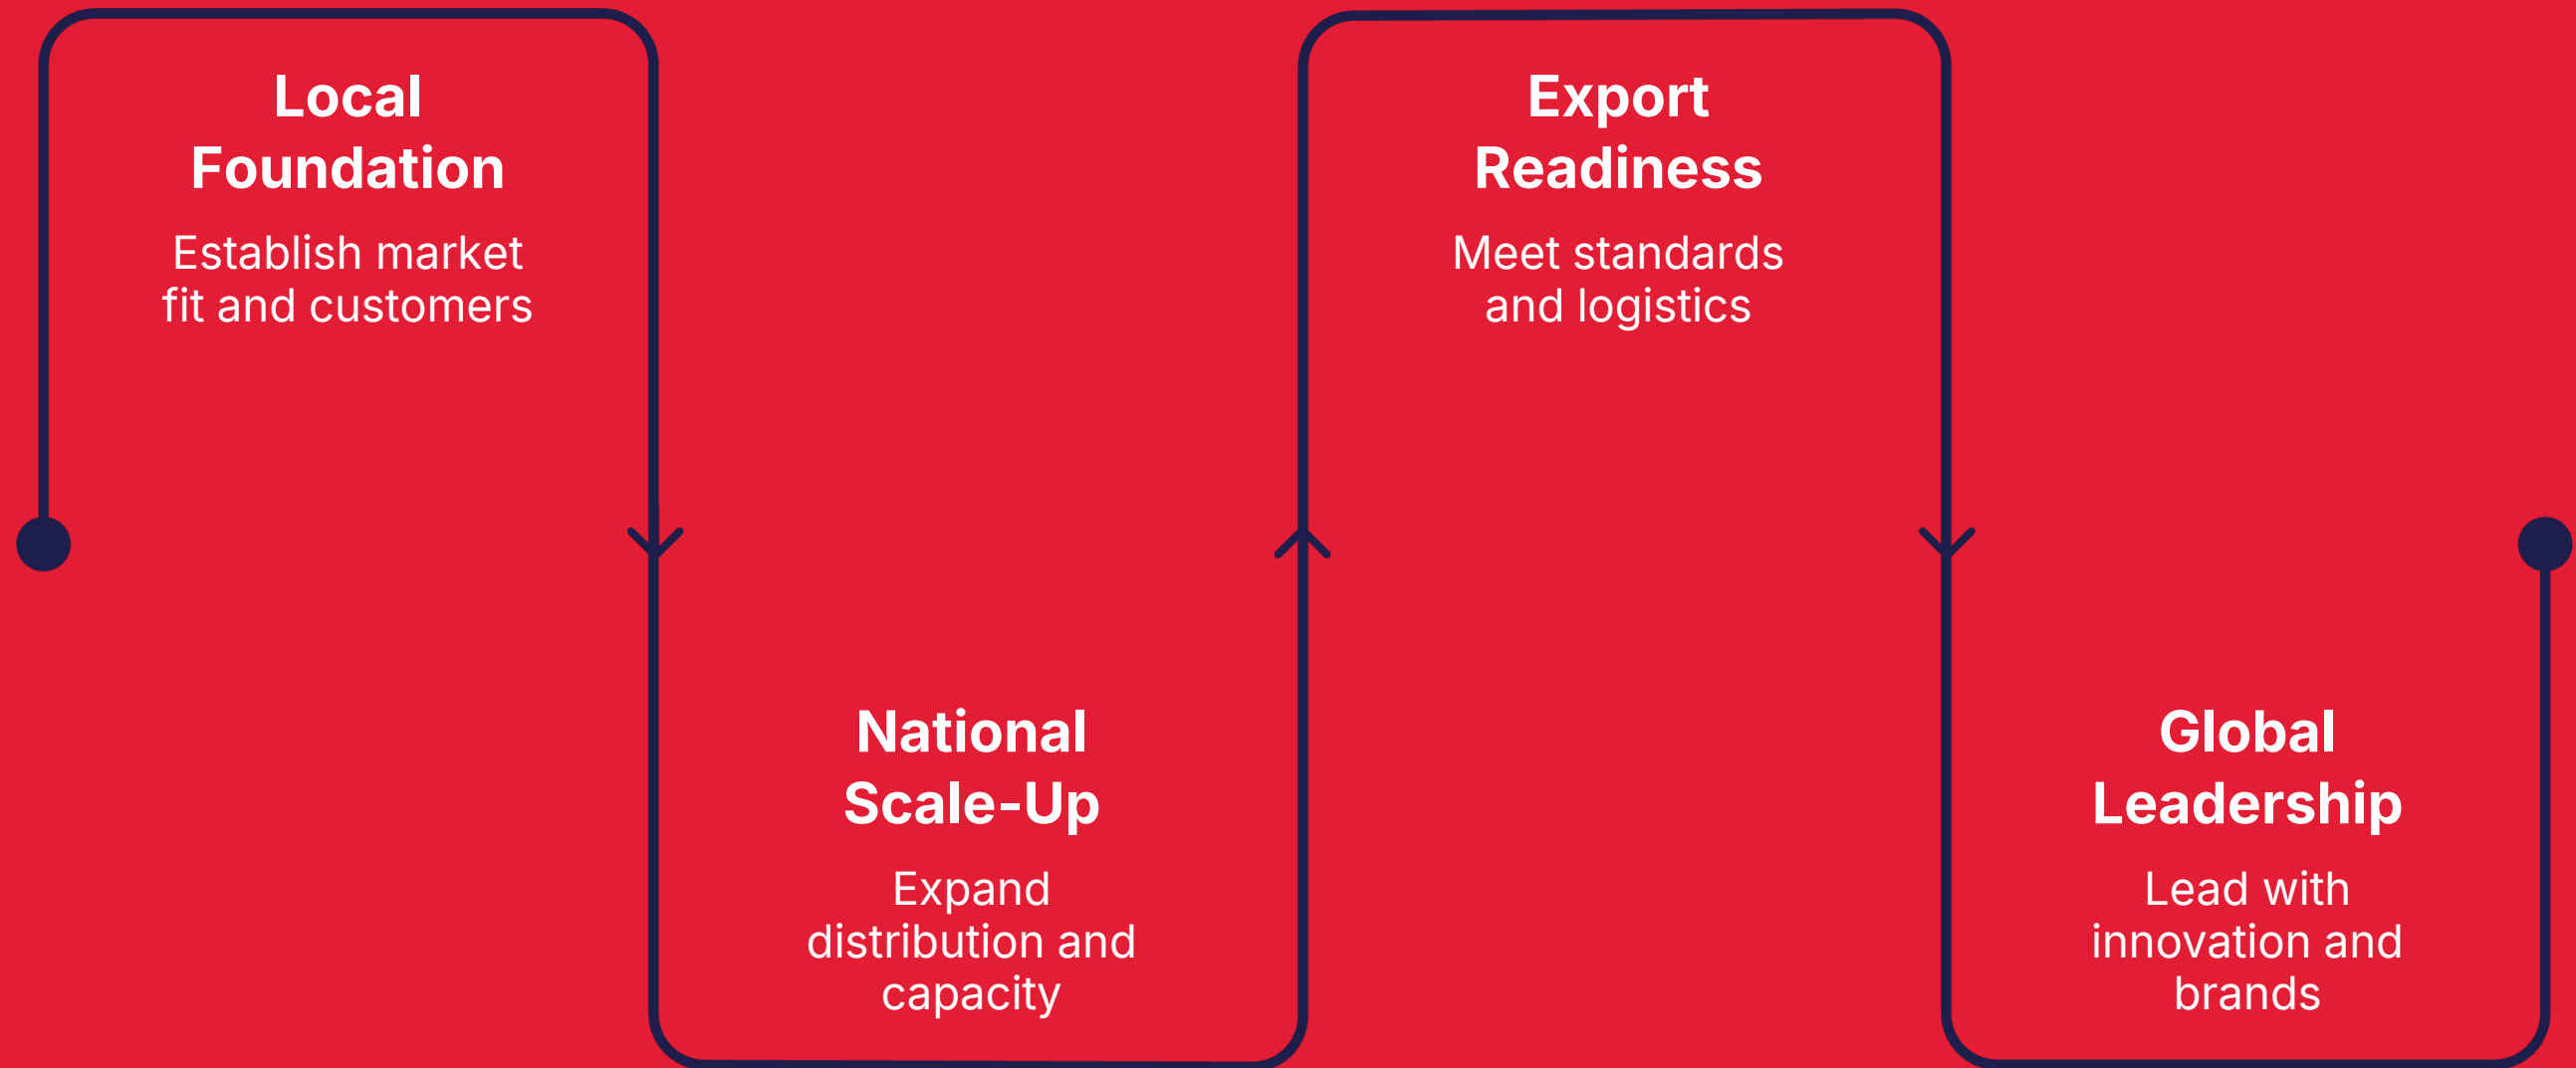 Local
Foundation
Establish market
fit and customers
National
Scale-Up
Expand
distribution and
capacity
Export
Readiness
Meet standards
and logistics
Global
Leadership
Lead with
innovation and
brands